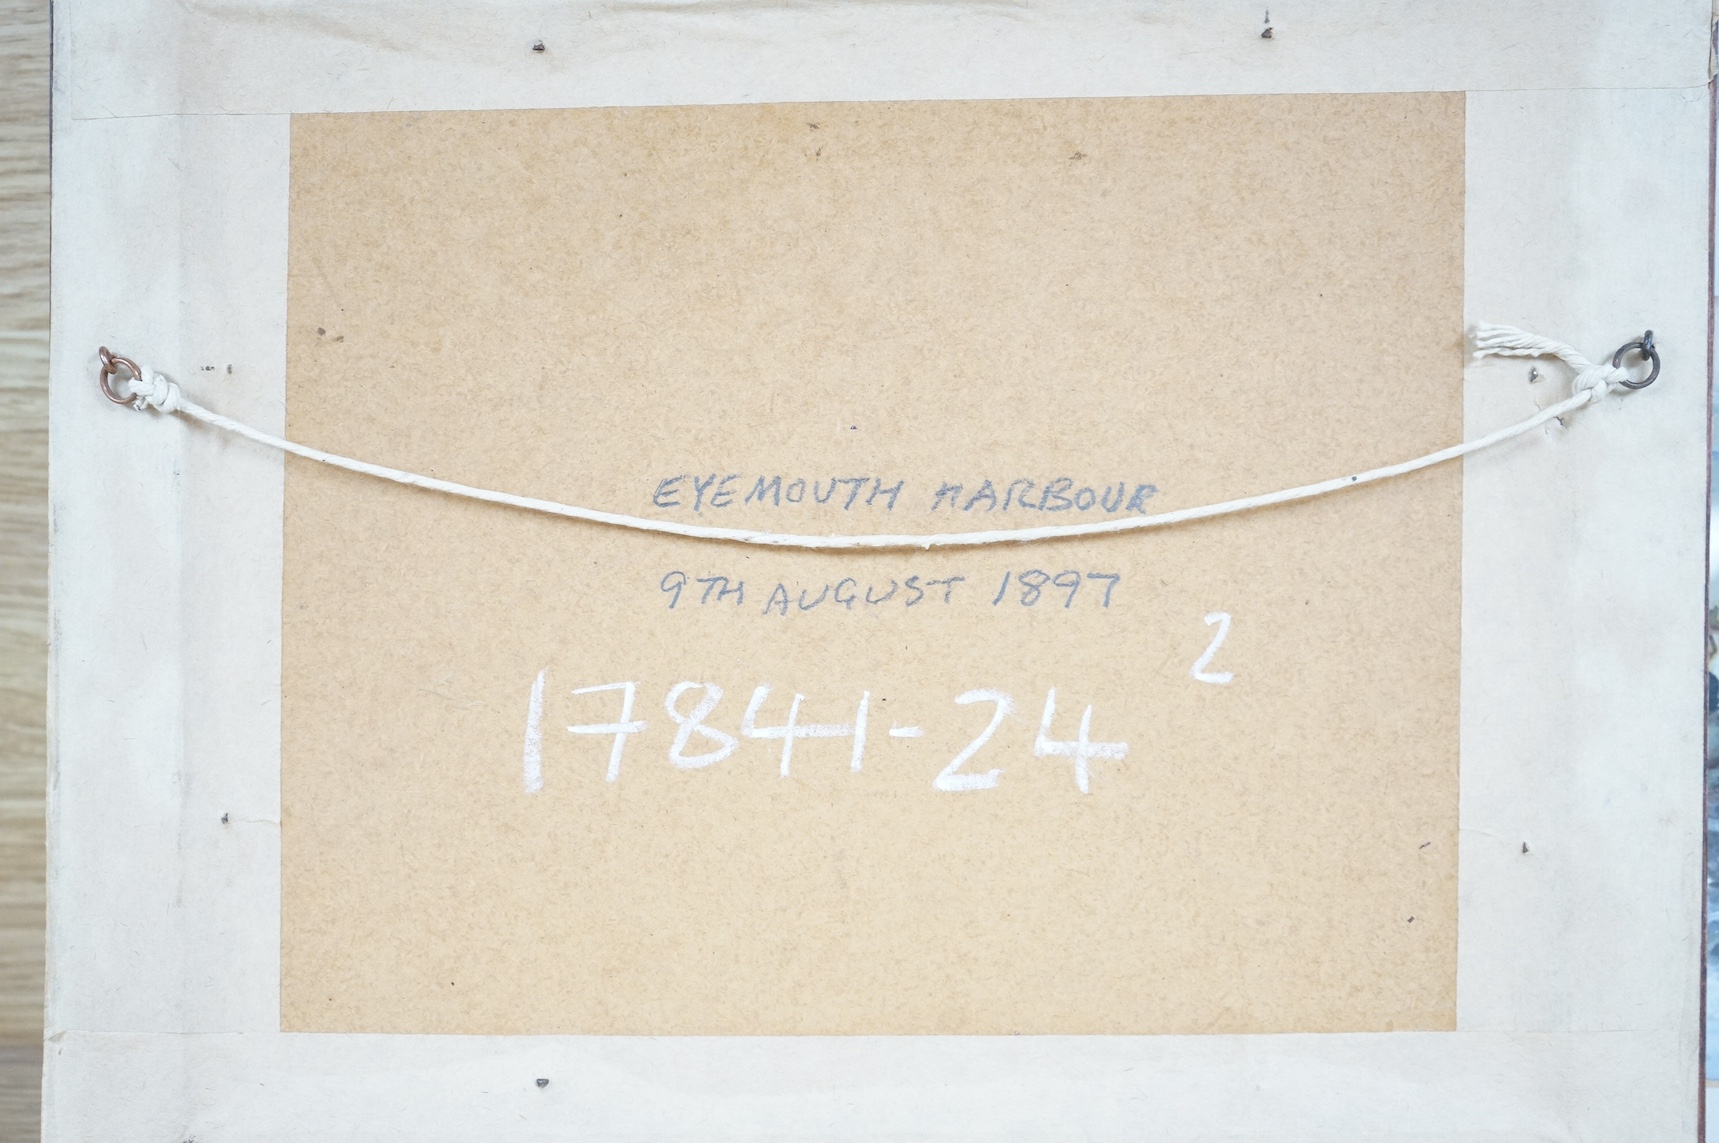 EYEMOUTH HARBOUR
9TH AUGUST 1897
2
17841-24